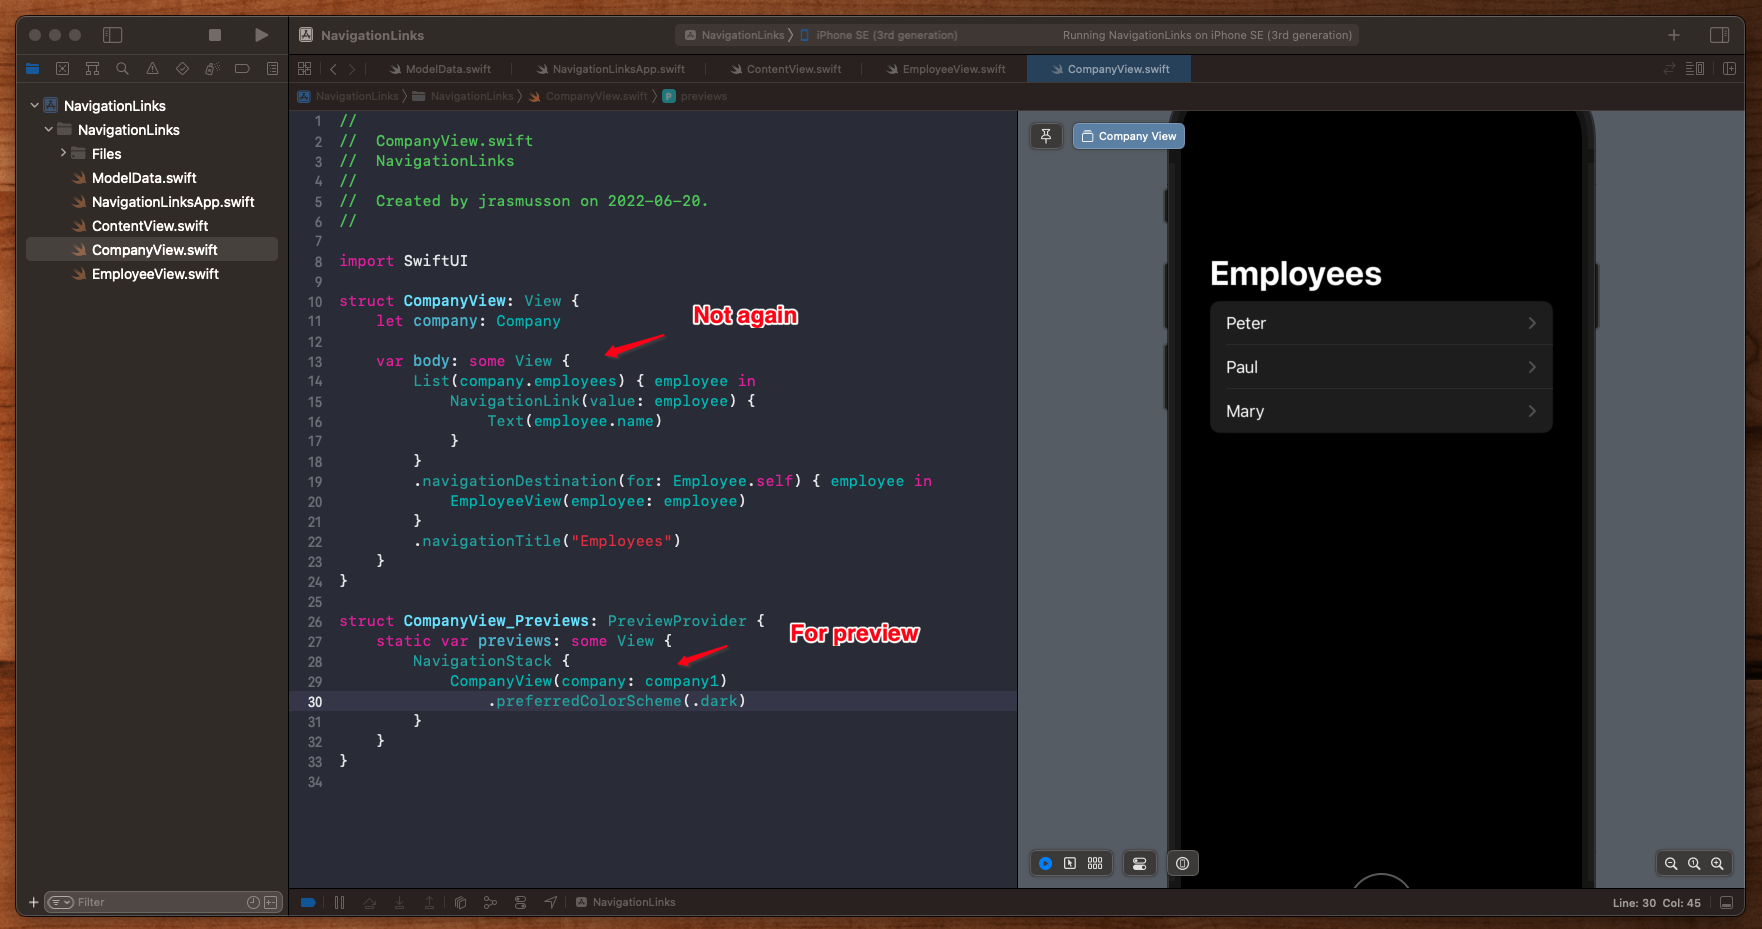 NavigationLinks
NavigationLinks
iPhone SE (3rd generation)
Running NavigationLinks on iPhone SE (3rd generation)
ModelData.swift
NavigationLinksApp.swift
ContentView.swift
EmployeeView.swift
CompanyView.swift
NavigationLinks
NavigationLinks
CompanyView.swift
P previews
NavigationLinks
NavigationLinks
Files
ModelData.swift
NavigationLinksApp.swift
ContentView.swift
CompanyView.swift
EmployeeView.swift
Filter
1 //
2 //  CompanyView.swift
3 //  NavigationLinks
4 //
5 //  Created by jrasmusson on 2022-06-20.
6 //
7
8 import SwiftUI
9
10 struct CompanyView: View {
11     let company: Company
12
13     var body: some View {
14         List(company.employees) { employee in
15             NavigationLink(value: employee) {
16                 Text(employee.name)
17             }
18         }
19         .navigationDestination(for: Employee.self) { employee in
20             EmployeeView(employee: employee)
21         }
22         .navigationTitle("Employees")
23     }
24 }
25
26 struct CompanyView_Previews: PreviewProvider {
27     static var previews: some View {
28         NavigationStack {
29             CompanyView(company: company1)
30                 .preferredColorScheme(.dark)
31         }
32     }
33 }
34
Not again
For preview
Company View
Employees
Peter
Paul
Mary
NavigationLinks
Line: 30 Col: 45